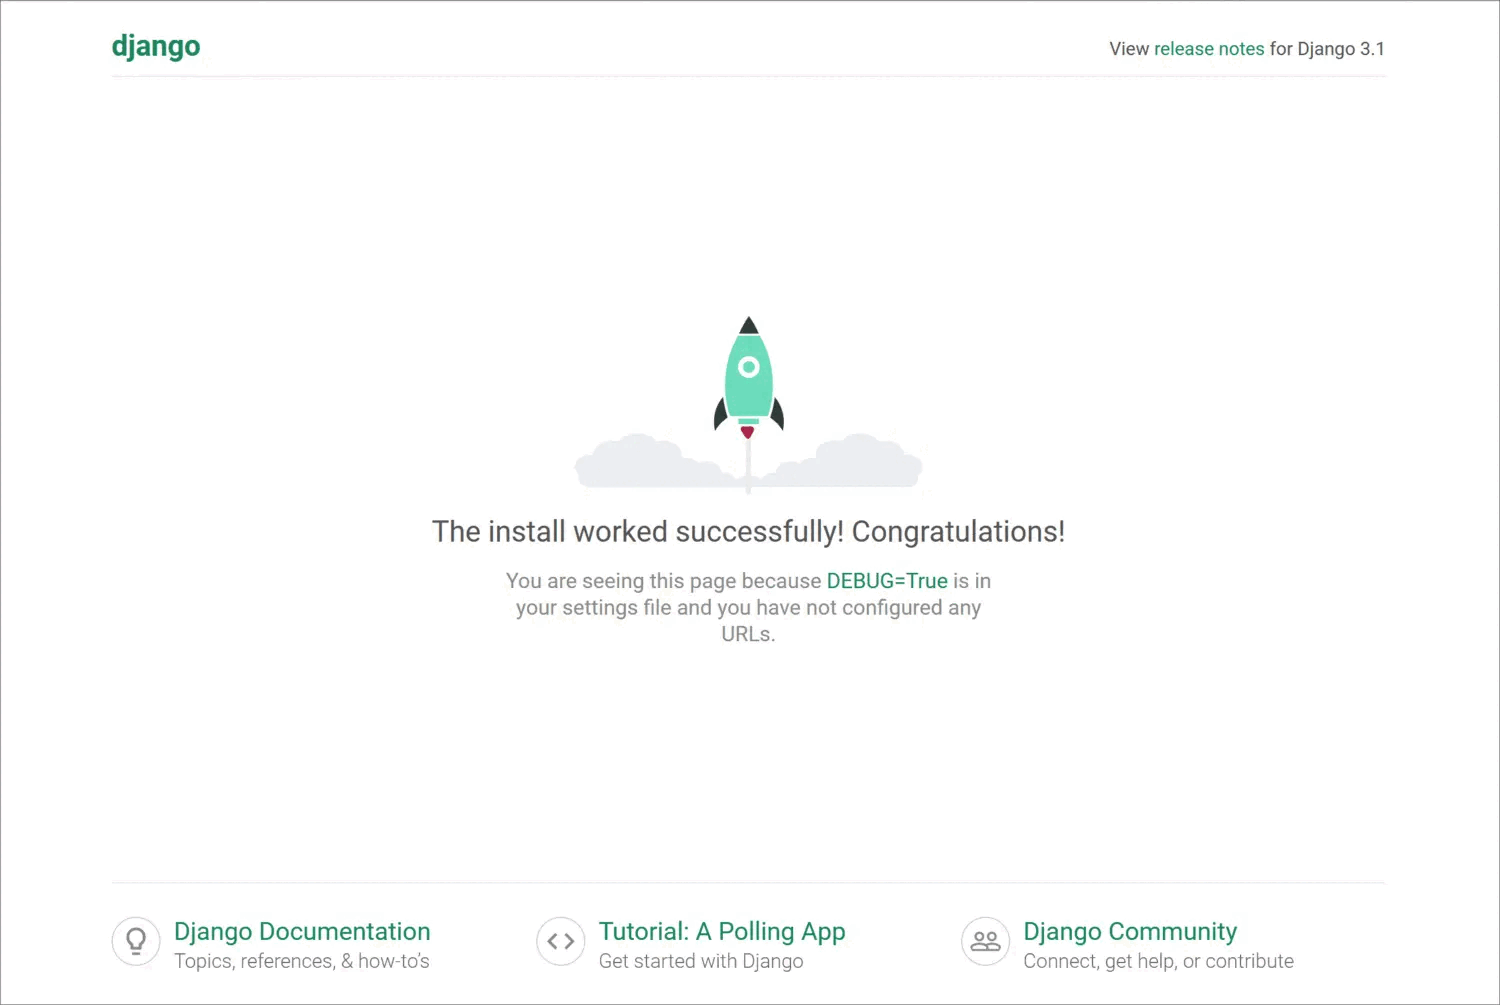 django
View release notes for Django 3.1
The install worked successfully! Congratulations!
You are seeing this page because DEBUG=True is in
your settings file and you have not configured any
URLs.
Django Documentation
Topics, references, & how-to’s
Tutorial: A Polling App
Get started with Django
Django Community
Connect, get help, or contribute